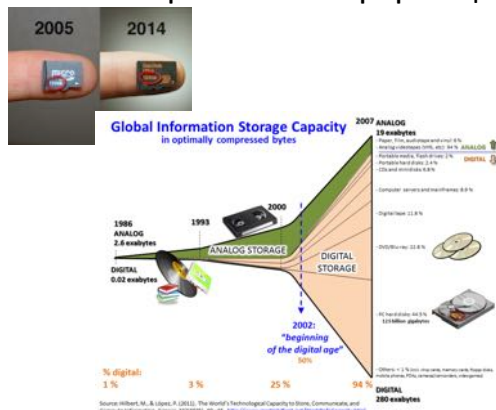 2005
2014
Global Information Storage Capacity
in optimally compressed bytes
2007 ANALOG
19 exabytes
- Paper, film, audiotape and vinyl: 6 %
- Analog videotapes (VHS, etc): 94 %
ANALOG
DIGITAL
- Portable media, flash drives: 2 %
- Portable hard disks: 2.4 %
- CDs and minidisks: 6.8 %
- Computer servers and mainframes: 8.9 %
- Digital tape: 11.8 %
- DVD/Blu-ray: 22.8 %
- PC hard disks: 44.5 %
123 billion gigabytes
2000
1993
1986
ANALOG
2.6 exabytes
ANALOG STORAGE
DIGITAL
0.02 exabytes
DIGITAL
STORAGE
2002:
"beginning
of the digital age"
50%
% digital:
1 %
3 %
25 %
94 %
- Others: < 1 %
DIGITAL
280 exabytes
Source: Hilbert, M., & López, P. (2011). The World's Technological Capacity to Store, Communicate, and